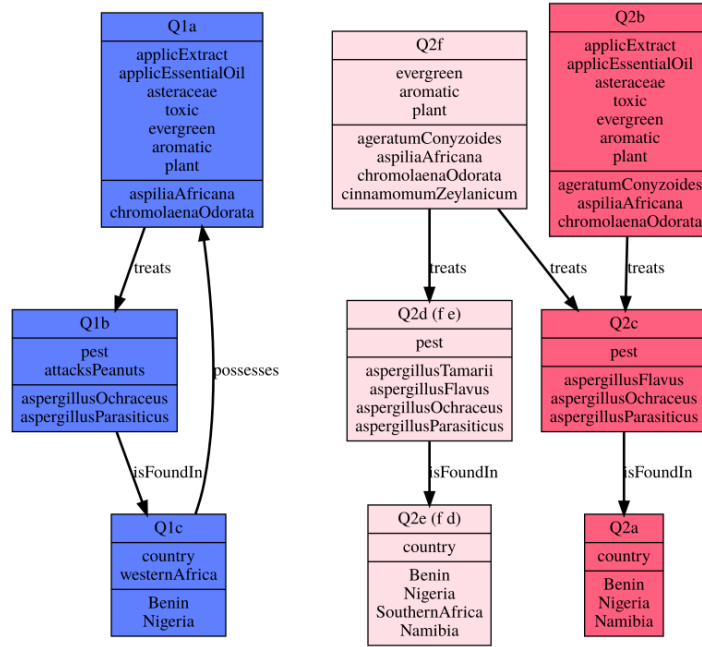 Q1a
applicExtract
applicEssentialOil
asteraceae
toxic
evergreen
aromatic
plant
aspiliaAfricana
chromolaenaOdorata
treats
Q1b
pest
attacksPeanuts
aspergillusOchraceus
aspergillusParasiticus
possesses
isFoundIn
Q1c
country
westernAfrica
Benin
Nigeria
Q2f
evergreen
aromatic
plant
ageratumConyzoides
aspiliaAfricana
chromolaenaOdorata
cinnamomumZeylanicum
treats
treats
Q2d (f e)
pest
aspergillusTamarii
aspergillusFlavus
aspergillusOchraceus
aspergillusParasiticus
isFoundIn
Q2e (f d)
country
Benin
Nigeria
SouthernAfrica
Namibia
Q2b
applicExtract
applicEssentialOil
asteraceae
toxic
evergreen
aromatic
plant
ageratumConyzoides
aspiliaAfricana
chromolaenaOdorata
treats
Q2c
pest
aspergillusFlavus
aspergillusOchraceus
aspergillusParasiticus
isFoundIn
Q2a
country
Benin
Nigeria
Namibia